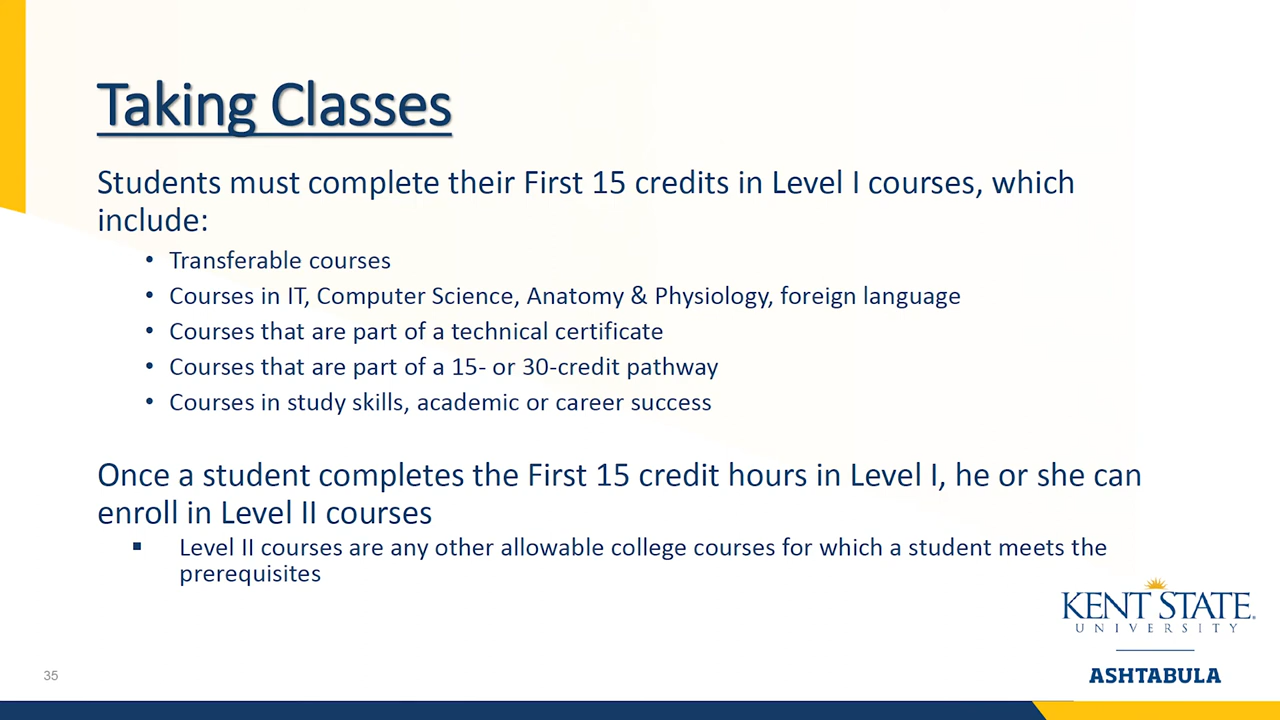 Taking Classes
Students must complete their First 15 credits in Level I courses, which
include:
• Transferable courses
• Courses in IT, Computer Science, Anatomy & Physiology, foreign language
• Courses that are part of a technical certificate
• Courses that are part of a 15- or 30-credit pathway
• Courses in study skills, academic or career success
Once a student completes the First 15 credit hours in Level I, he or she can
enroll in Level II courses
▪ Level II courses are any other allowable college courses for which a student meets the
prerequisites
KENT STATE
UNIVERSITY
ASHTABULA
35